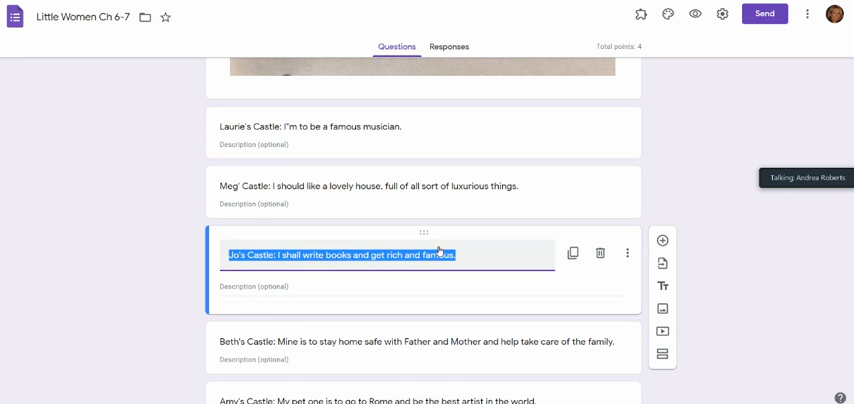 Little Women Ch 6-7
Send
Questions
Responses
Total points: 4
Laurie's Castle: I"m to be a famous musician.
Description (optional)
Talking: Andrea Roberts
Meg' Castle: I should like a lovely house, full of all sort of luxurious things.
Description (optional)
Jo's Castle: I shall write books and get rich and famous.
Tт
Description (optional)
Beth's Castle: Mine is to stay home safe with Father and Mother and help take care of the family.
Description (optional)
Amy's Castle: My pet one is to go to Rome and be the best artist in the world.